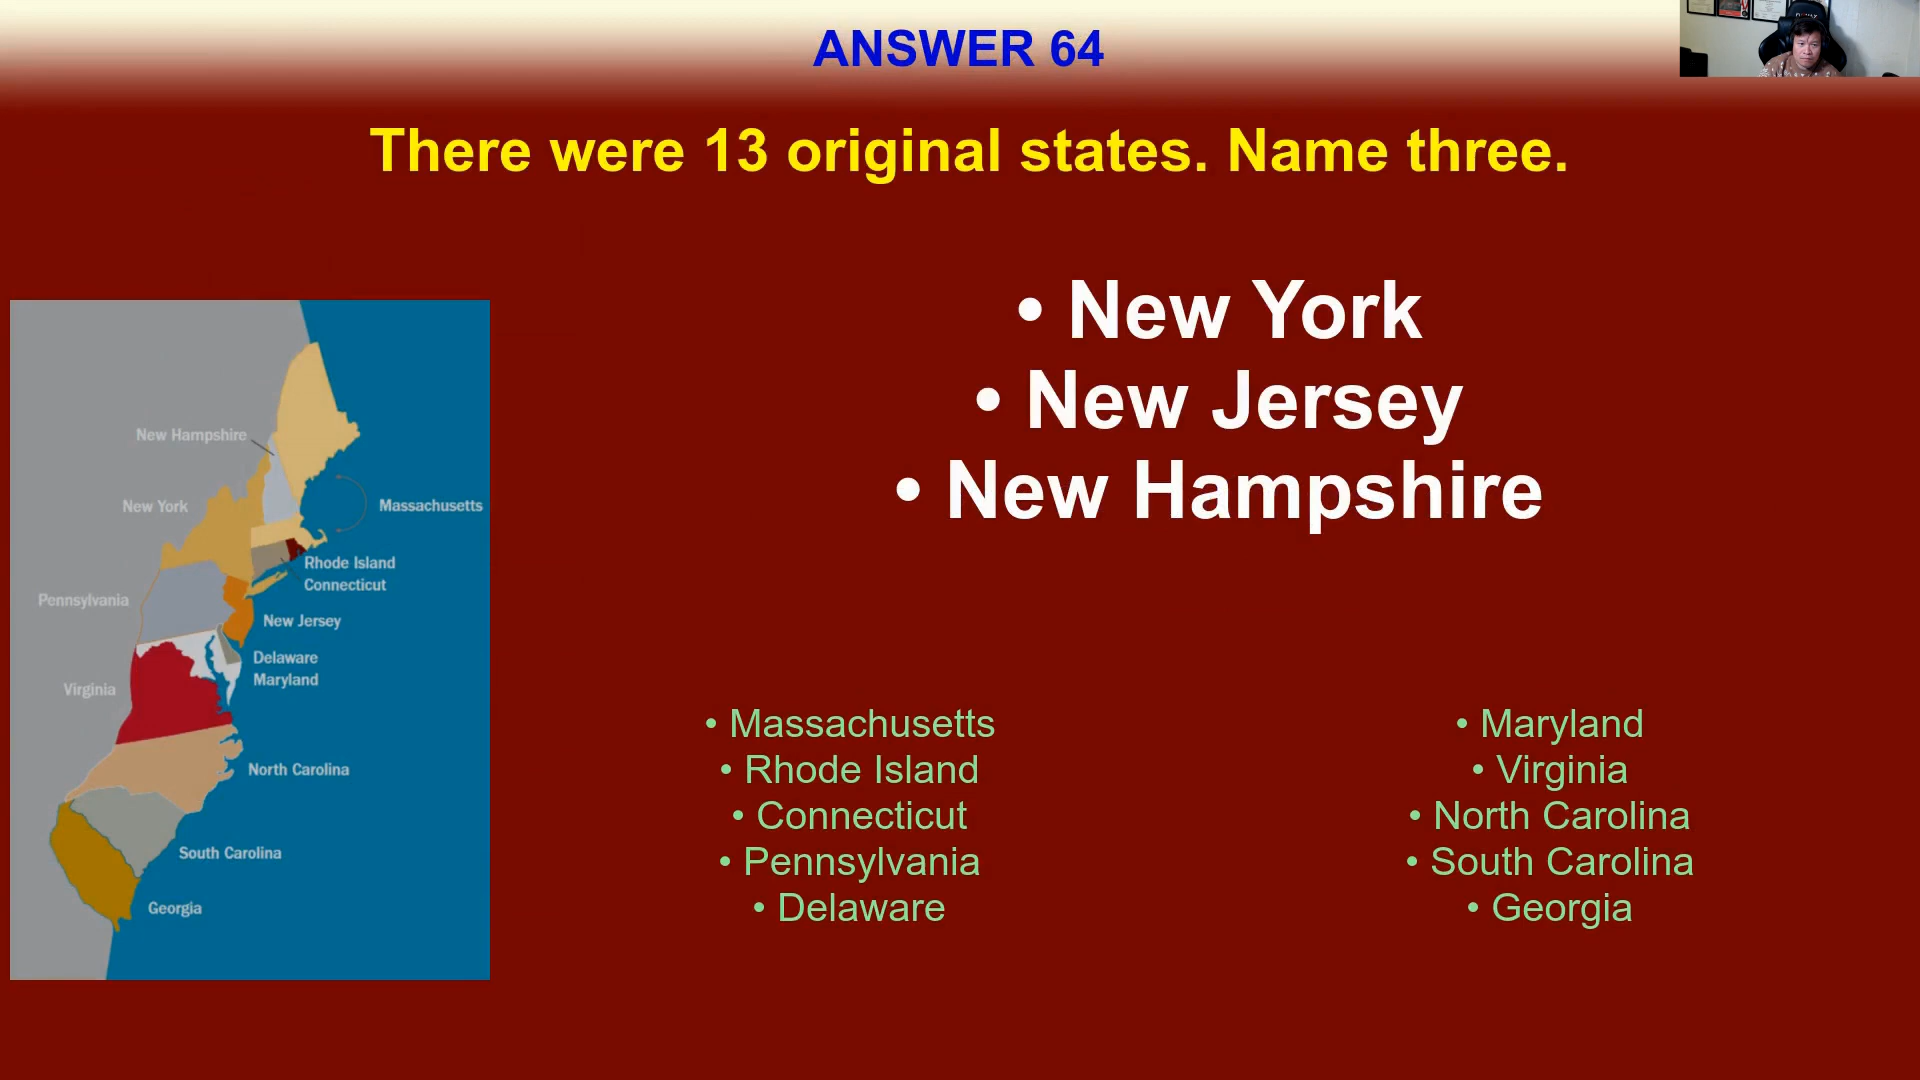 ANSWER 64
There were 13 original states. Name three.
• New York
• New Jersey
• New Hampshire
New Hampshire
New York
Massachusetts
Rhode Island
Connecticut
Pennsylvania
New Jersey
Delaware
Maryland
Virginia
North Carolina
South Carolina
Georgia
• Massachusetts
• Rhode Island
• Connecticut
• Pennsylvania
• Delaware
• Maryland
• Virginia
• North Carolina
• South Carolina
• Georgia